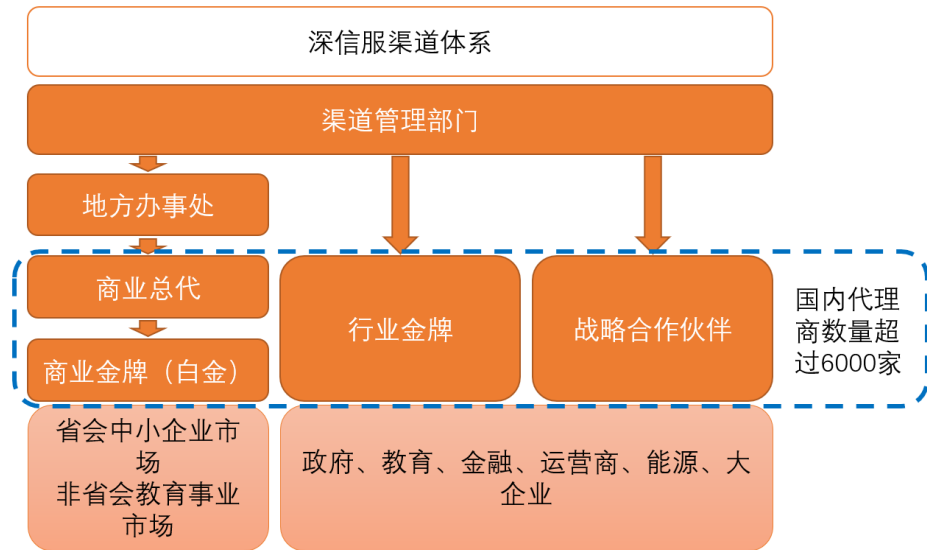 深信服渠道体系
渠道管理部门
地方办事处
商业总代
商业金牌（白金）
行业金牌
战略合作伙伴
国内代理
商数量超
过6000家
省会中小企业市
场
非省会教育事业
市场
政府、教育、金融、运营商、能源、大
企业